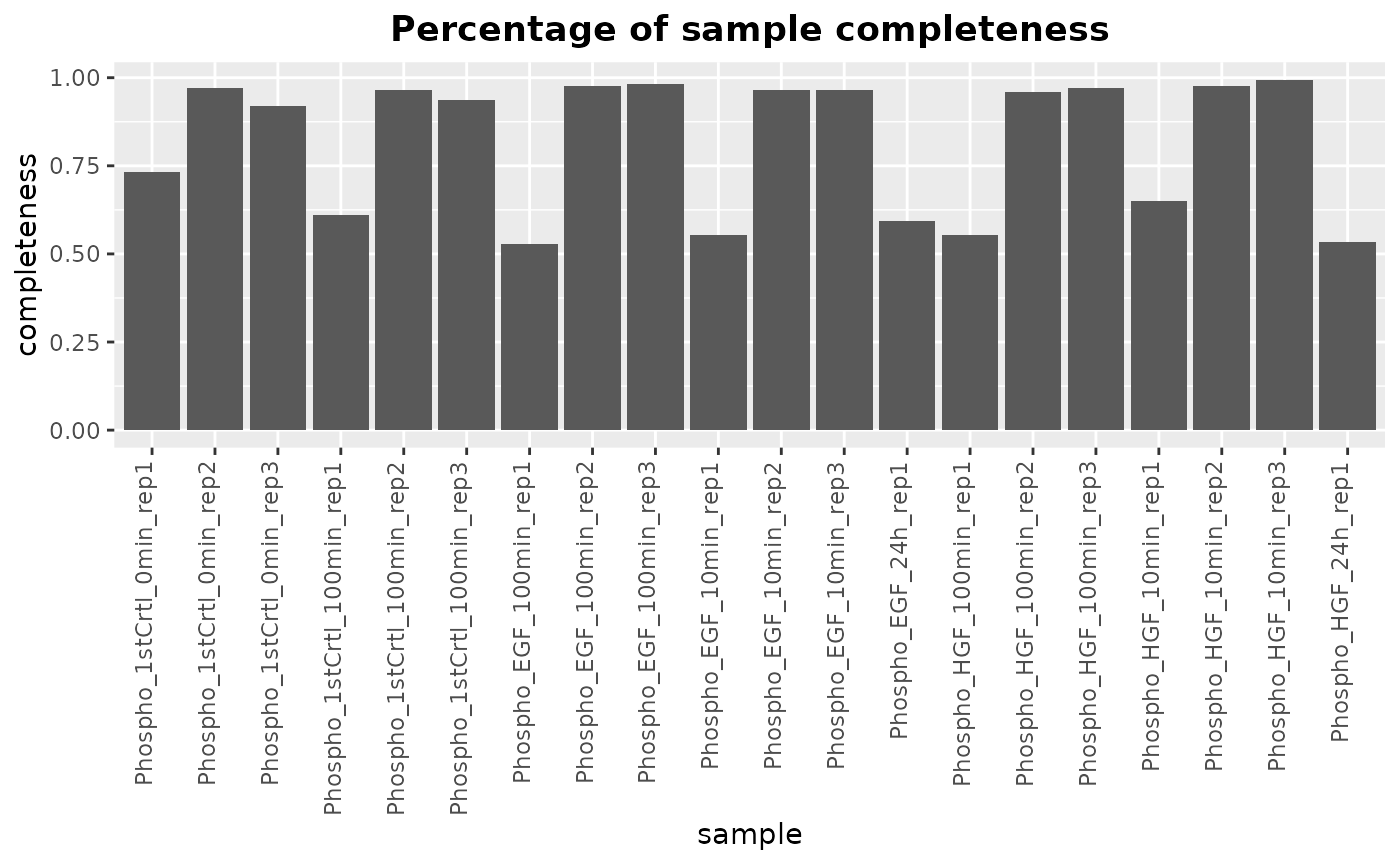 Percentage of sample completeness
completeness
1.00
0.75
0.50
0.25
0.00
Phospho_1stCrtl_0min_rep1
Phospho_1stCrtl_0min_rep2
Phospho_1stCrtl_0min_rep3
Phospho_1stCrtl_100min_rep1
Phospho_1stCrtl_100min_rep2
Phospho_1stCrtl_100min_rep3
Phospho_EGF_100min_rep1
Phospho_EGF_100min_rep2
Phospho_EGF_100min_rep3
Phospho_EGF_10min_rep1
Phospho_EGF_10min_rep2
Phospho_EGF_10min_rep3
Phospho_EGF_24h_rep1
Phospho_HGF_100min_rep1
Phospho_HGF_100min_rep2
Phospho_HGF_100min_rep3
Phospho_HGF_10min_rep1
Phospho_HGF_10min_rep2
Phospho_HGF_10min_rep3
Phospho_HGF_24h_rep1
sample